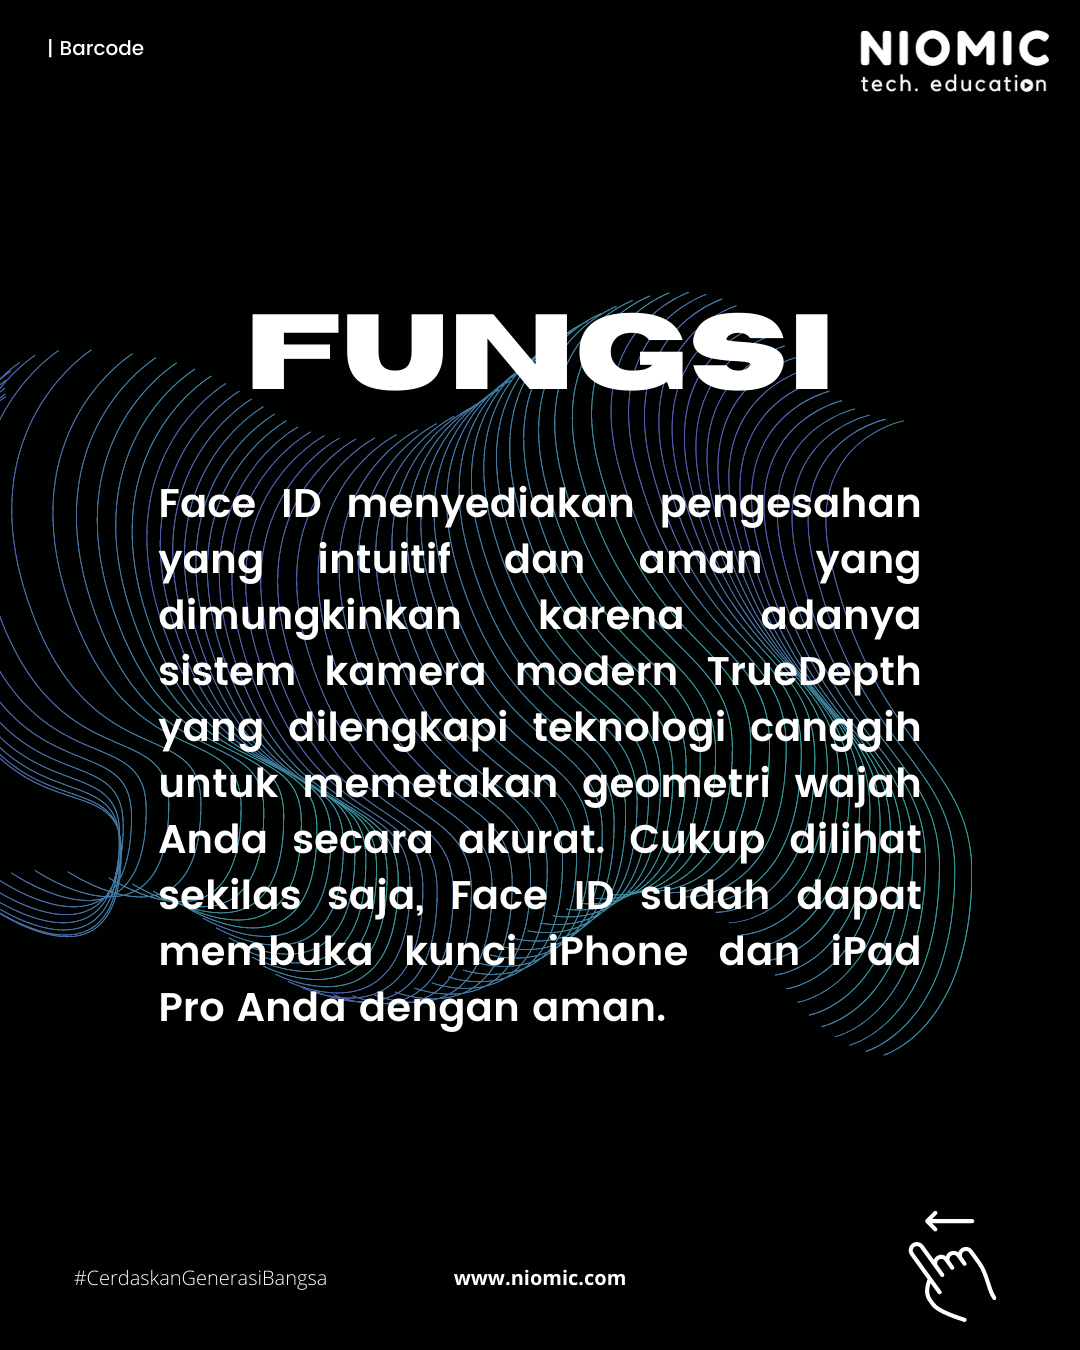 | Barcode
NIOMIC
tech. education
FUNGSI
Face ID menyediakan pengesahan
yang intuitif dan aman yang
dimungkinkan karena adanya
sistem kamera modern TrueDepth
yang dilengkapi teknologi canggih
untuk memetakan geometri wajah
Anda secara akurat. Cukup dilihat
sekilas saja, Face ID sudah dapat
membuka kunci iPhone dan iPad
Pro Anda dengan aman.
#CerdaskanGenerasiBangsa
www.niomic.com